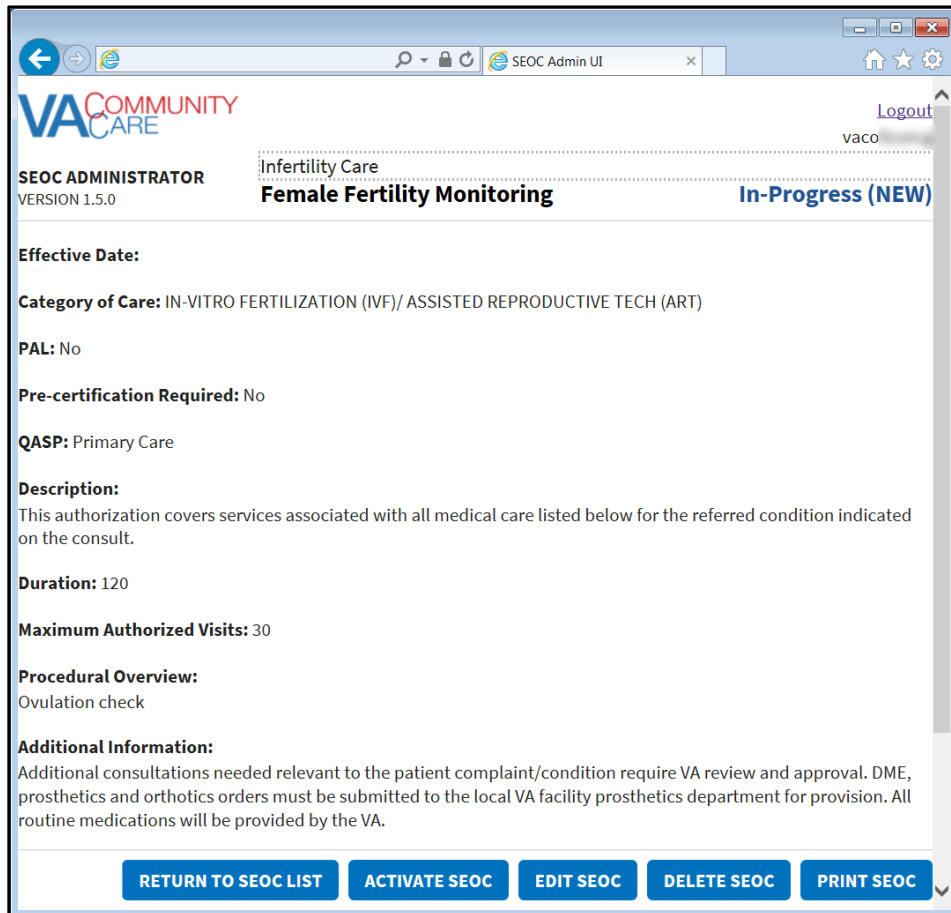 SEOC Admin UI
VA COMMUNITY CARE
Logout
vaco
SEOC ADMINISTRATOR
VERSION 1.5.0
Infertility Care
Female Fertility Monitoring
In-Progress (NEW)
Effective Date:
Category of Care: IN-VITRO FERTILIZATION (IVF)/ ASSISTED REPRODUCTIVE TECH (ART)
PAL: No
Pre-certification Required: No
QASP: Primary Care
Description:
This authorization covers services associated with all medical care listed below for the referred condition indicated
on the consult.
Duration: 120
Maximum Authorized Visits: 30
Procedural Overview:
Ovulation check
Additional Information:
Additional consultations needed relevant to the patient complaint/condition require VA review and approval. DME,
prosthetics and orthotics orders must be submitted to the local VA facility prosthetics department for provision. All
routine medications will be provided by the VA.
RETURN TO SEOC LIST
ACTIVATE SEOC
EDIT SEOC
DELETE SEOC
PRINT SEOC